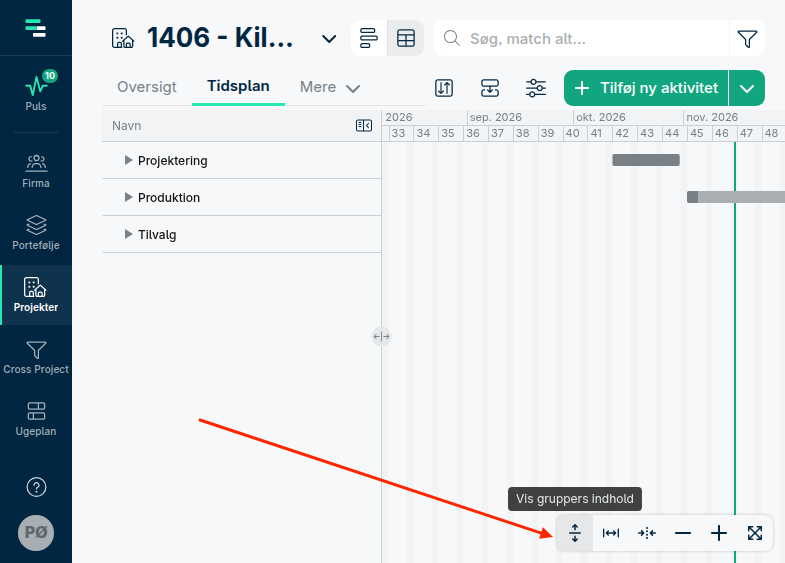 1406 - Kil...
Søg, match alt...
10
Puls
Oversigt
Tidsplan
Mere
Tilføj ny aktivitet
Navn
2026
sep. 2026
okt. 2026
nov. 2026
33 34 35 36 37 38 39 40 41 42 43 44 45 46 47 48
Firma
Projektering
Produktion
Portefølje
Tilvalg
Projekter
Cross Project
Ugeplan
Vis gruppers indhold
PØ